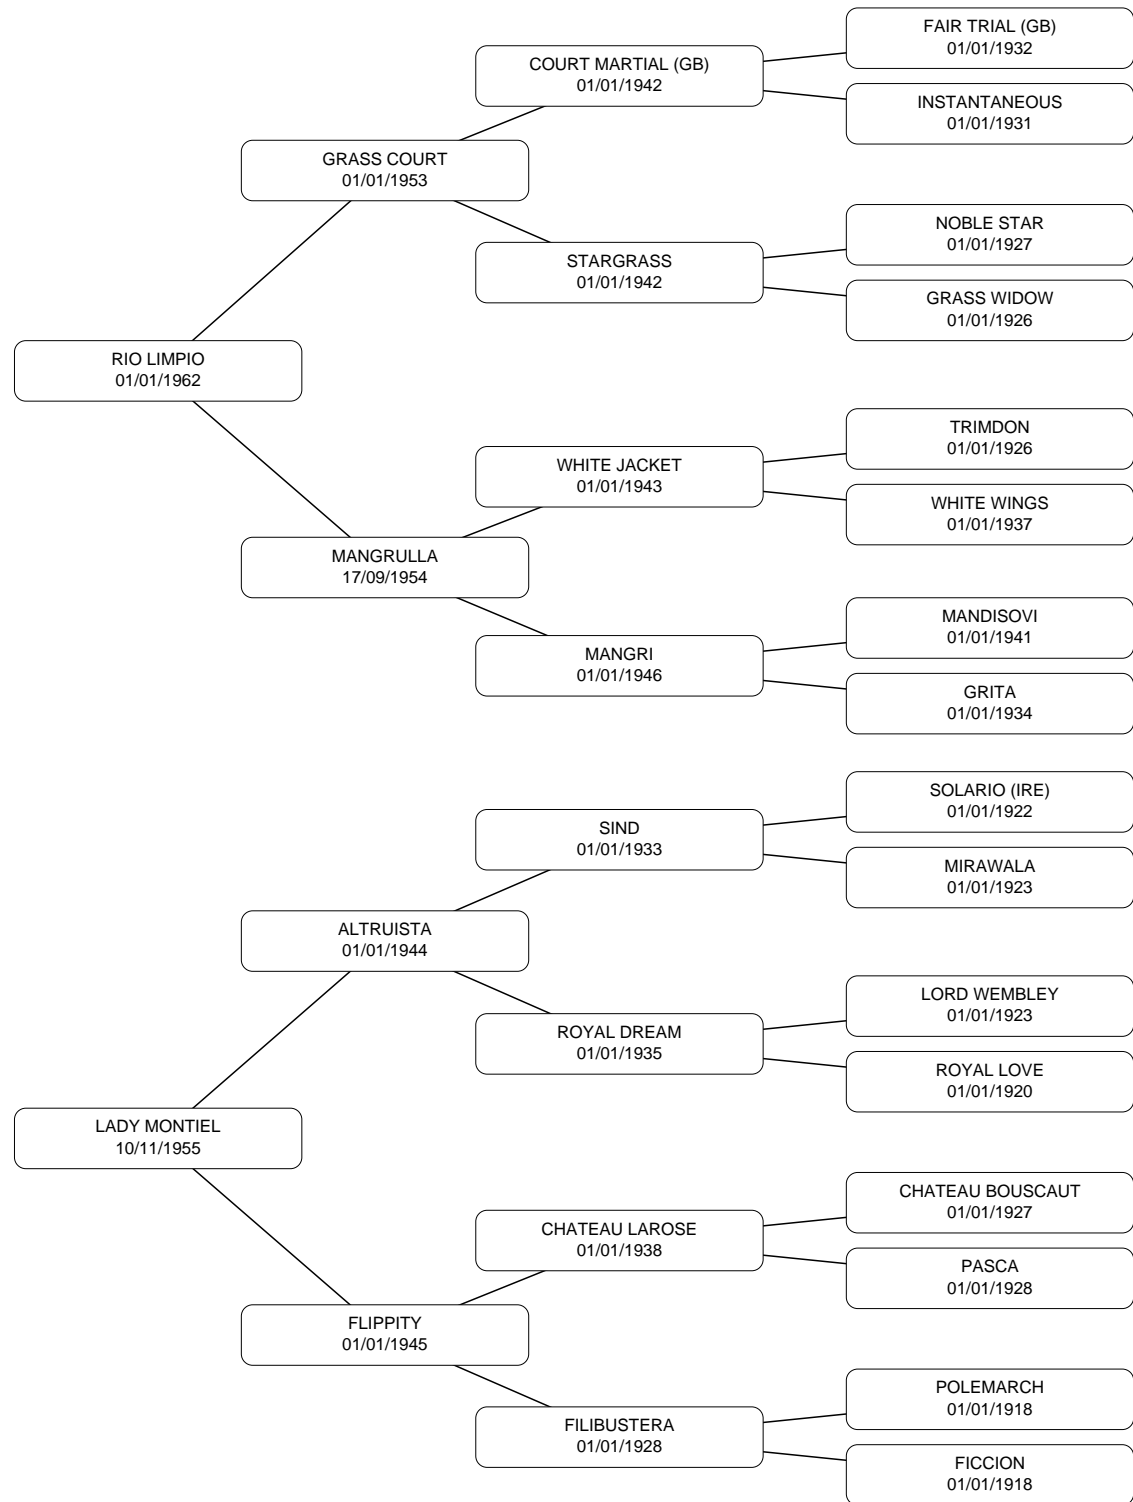 FAIR TRIAL (GB)
01/01/1932
COURT MARTIAL (GB)
01/01/1942
INSTANTANEOUS
01/01/1931
GRASS COURT
01/01/1953
NOBLE STAR
01/01/1927
STARGRASS
01/01/1942
GRASS WIDOW
01/01/1926
RIO LIMPIO
01/01/1962
TRIMDON
01/01/1926
WHITE JACKET
01/01/1943
WHITE WINGS
01/01/1937
MANGRULLA
17/09/1954
MANDISOVI
01/01/1941
MANGRI
01/01/1946
GRITA
01/01/1934
SOLARIO (IRE)
01/01/1922
SIND
01/01/1933
MIRAWALA
01/01/1923
ALTRUISTA
01/01/1944
LORD WEMBLEY
01/01/1923
ROYAL DREAM
01/01/1935
ROYAL LOVE
01/01/1920
LADY MONTIEL
10/11/1955
CHATEAU BOUSCAUT
01/01/1927
CHATEAU LAROSE
01/01/1938
PASCA
01/01/1928
FLIPPITY
01/01/1945
POLEMARCH
01/01/1918
FILIBUSTERA
01/01/1928
FICCION
01/01/1918